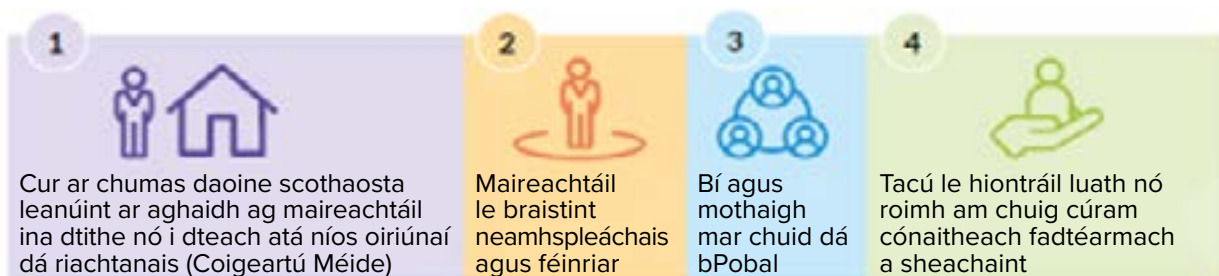 1
Cur ar chumas daoine scothaosta
leanúint ar aghaidh ag maireachtáil
ina dtithe nó i dteach atá níos oiriúnaí
dá riachtanais (Coigeartú Méide)
2
Maireachtáil
le braistint
neamhspleáchais
agus féinriar
3
Bí agus
mothaigh
mar chuid dá
bPobal
4
Tacú le hiontráil luath nó
roimh am chuig cúram
cónaitheach fadtéarmach
a sheachaint